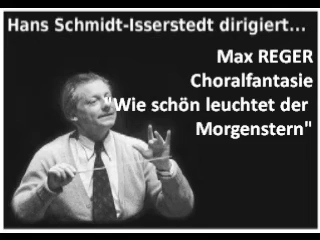 Hans Schmidt-Isserstedt dirigiert...
Max REGER
Choralfantasie
"Wie schön leuchtet der
Morgenstern"